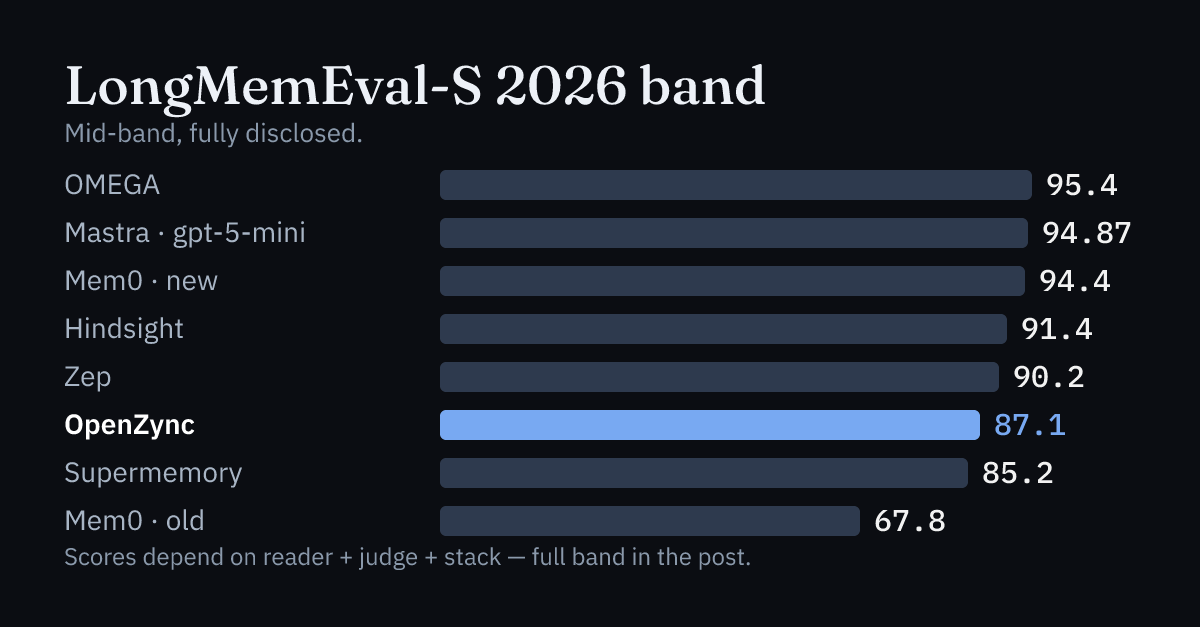 LongMemEval-S 2026 band
Mid-band, fully disclosed.
OMEGA 95.4
Mastra · gpt-5-mini 94.87
Mem0 · new 94.4
Hindsight 91.4
Zep 90.2
OpenZync 87.1
Supermemory 85.2
Mem0 · old 67.8
Scores depend on reader + judge + stack — full band in the post.